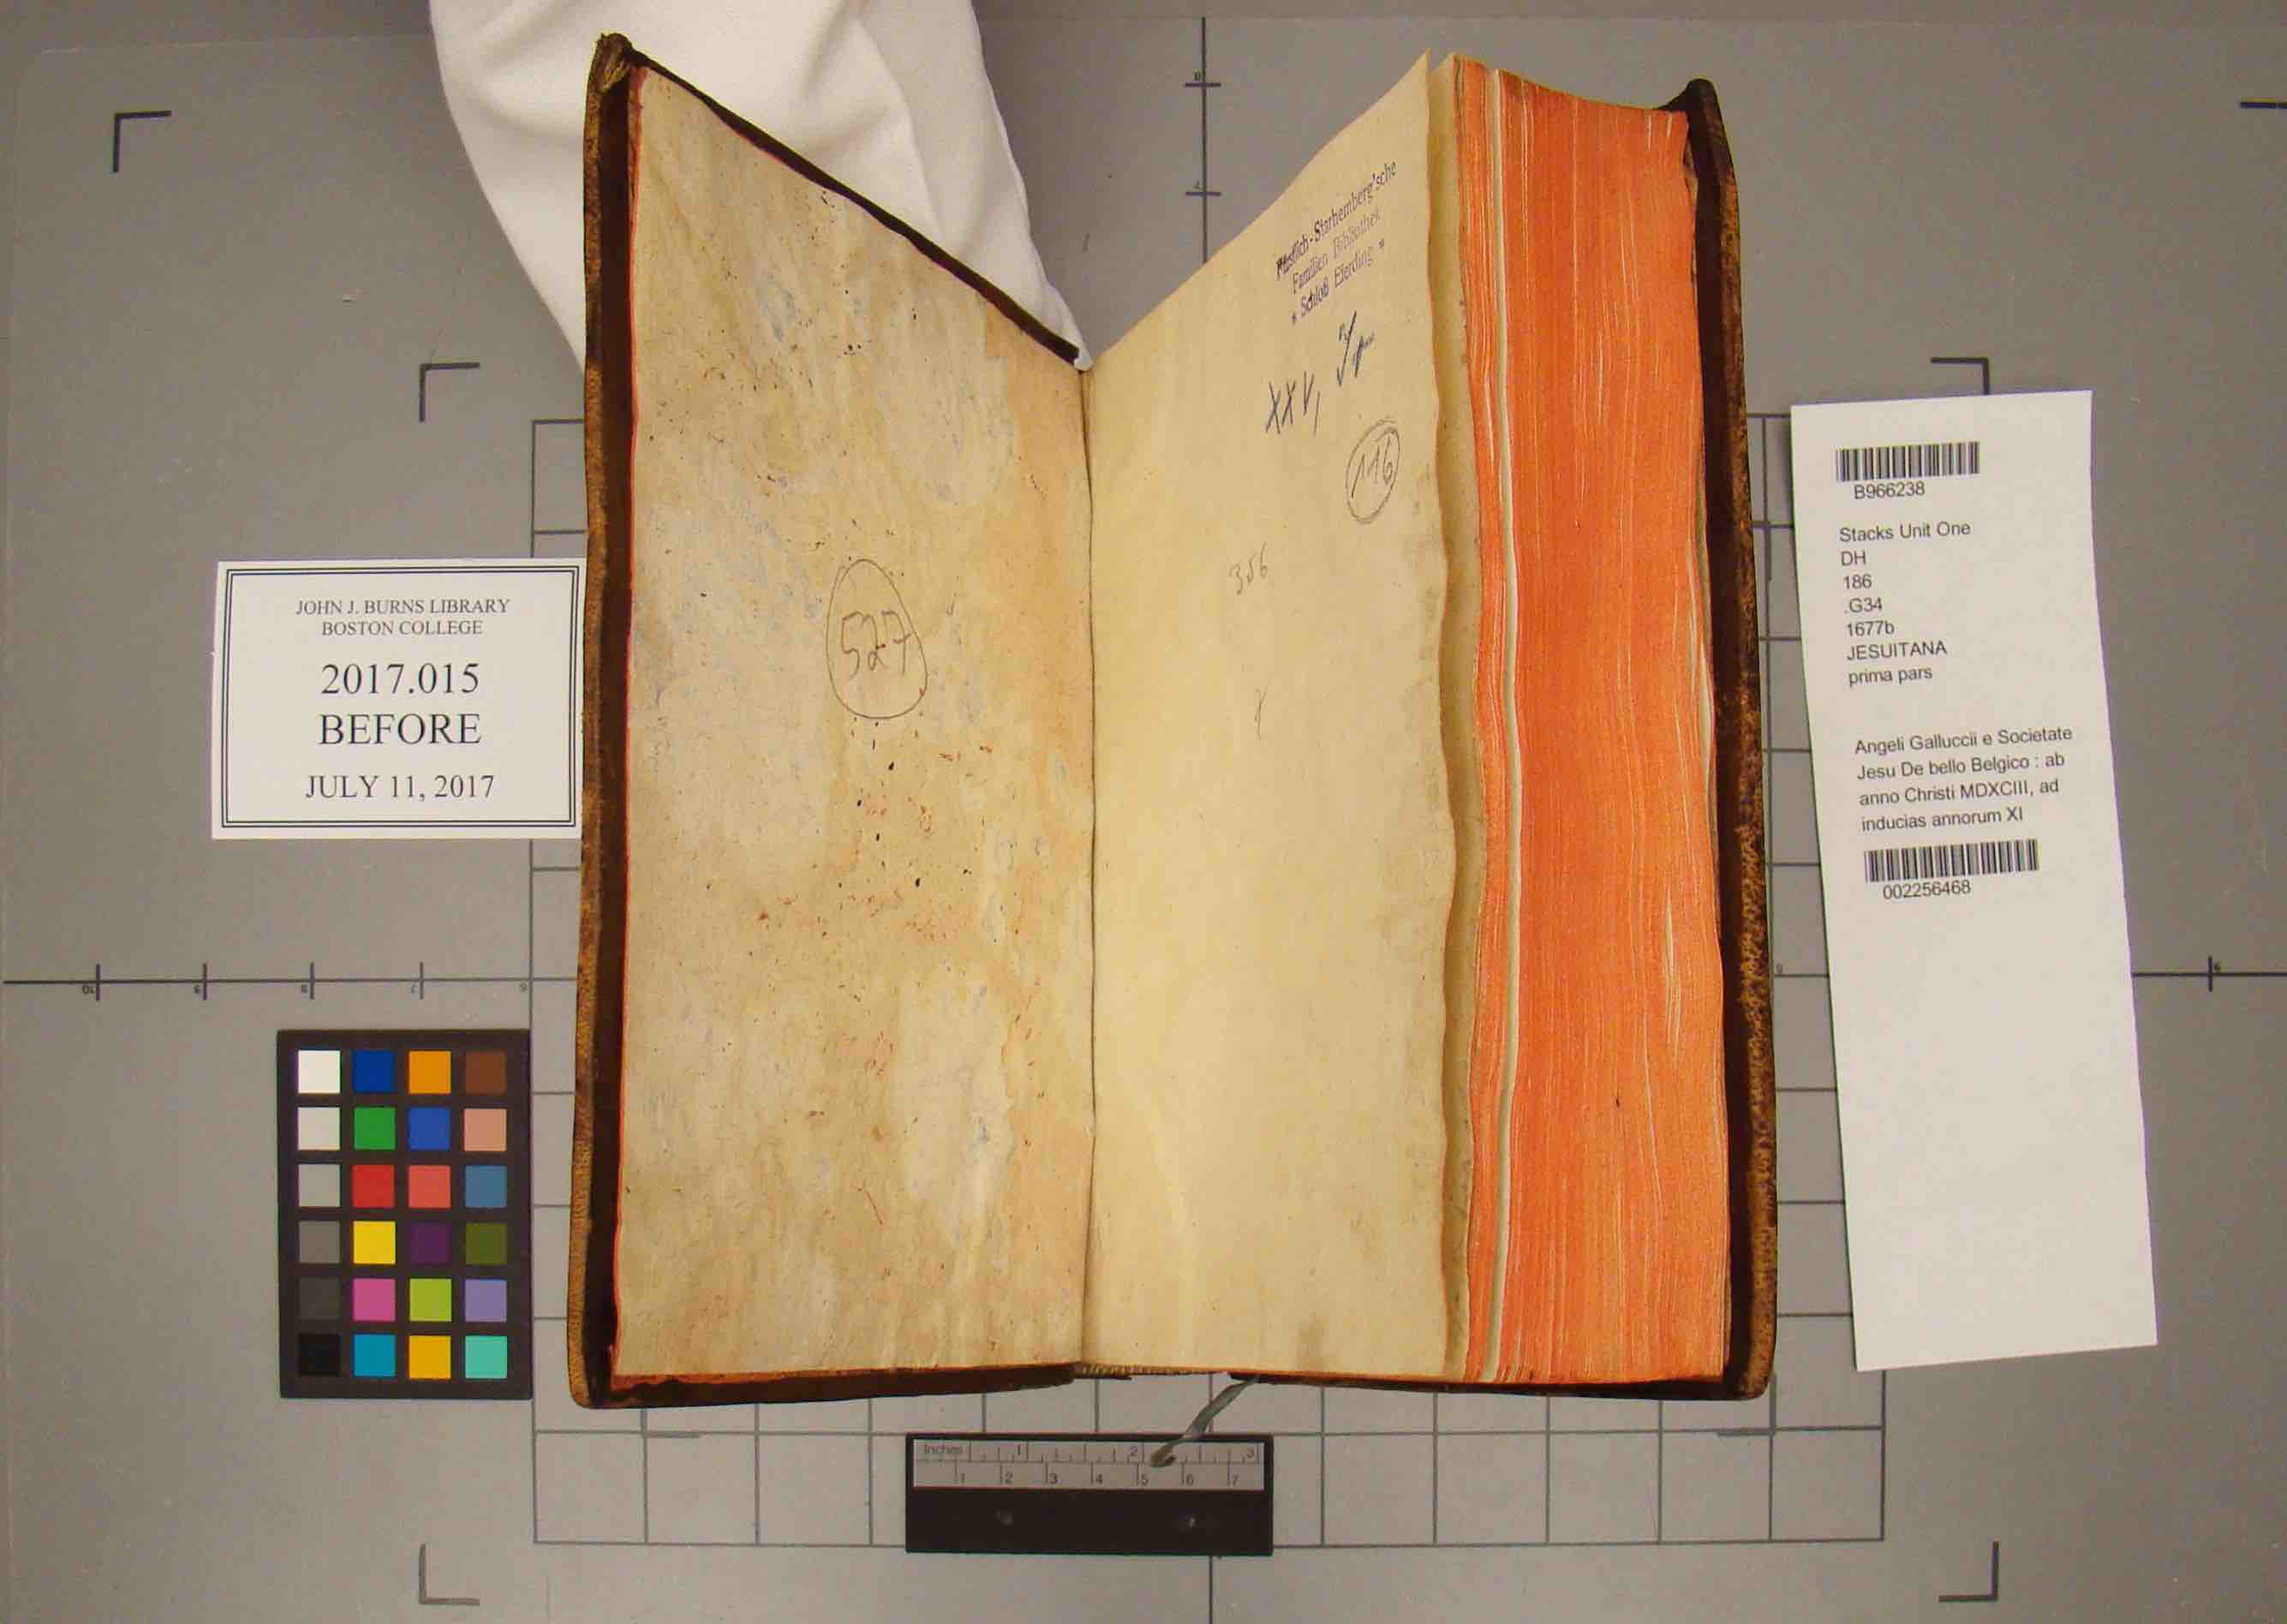 JOHN J. BURNS LIBRARY
BOSTON COLLEGE
2017.015
BEFORE
JULY 11, 2017
527
Fürstlich-Starhemberg'sche
Familien Bibliothek
* Schloß Eferding *
XXV,
116
356
B966238
Stacks Unit One
DH
186
.G34
1677b
JESUITANA
prima pars
Angeli Galluccii e Societate
Jesu De bello Belgico : ab
anno Christi MDXCIII, ad
inducias annorum XI
002256468
Inches 1 2 3
1 2 3 4 5 6 7